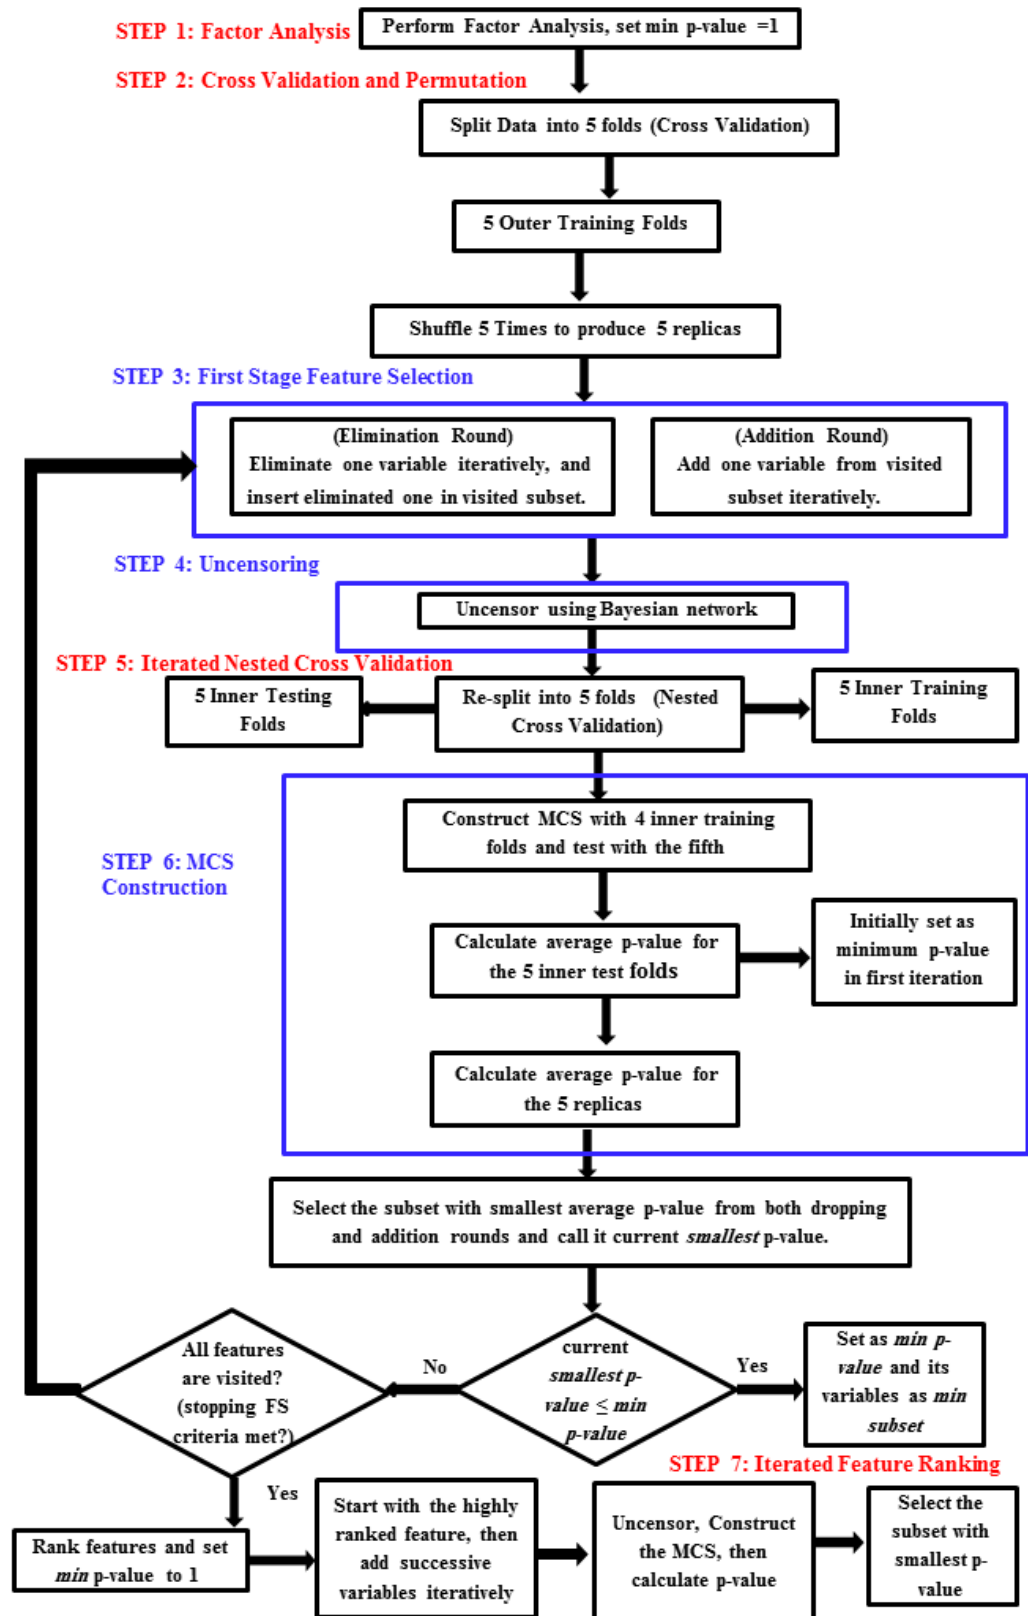 STEP 1: Factor Analysis
Perform Factor Analysis, set min p-value =1
STEP 2: Cross Validation and Permutation
Split Data into 5 folds (Cross Validation)
5 Outer Training Folds
Shuffle 5 Times to produce 5 replicas
STEP 3: First Stage Feature Selection
(Elimination Round)
Eliminate one variable iteratively, and
insert eliminated one in visited subset.
(Addition Round)
Add one variable from visited
subset iteratively.
STEP 4: Uncensoring
Uncensor using Bayesian network
STEP 5: Iterated Nested Cross Validation
5 Inner Testing
Folds
Re-split into 5 folds (Nested
Cross Validation)
5 Inner Training
Folds
STEP 6: MCS
Construction
Construct MCS with 4 inner training
folds and test with the fifth
Calculate average p-value for
the 5 inner test folds
Initially set as
minimum p-value
in first iteration
Calculate average p-value for
the 5 replicas
Select the subset with smallest average p-value from both dropping
and addition rounds and call it current smallest p-value.
All features
are visited?
(stopping FS
criteria met?)
No
current
smallest p-
value ≤ min
p-value
Yes
Set as min p-
value and its
variables as min
subset
STEP 7: Iterated Feature Ranking
Yes
Rank features and set
min p-value to 1
Start with the highly
ranked feature, then
add successive
variables iteratively
Uncensor, Construct
the MCS, then
calculate p-value
Select the
subset with
smallest p-
value